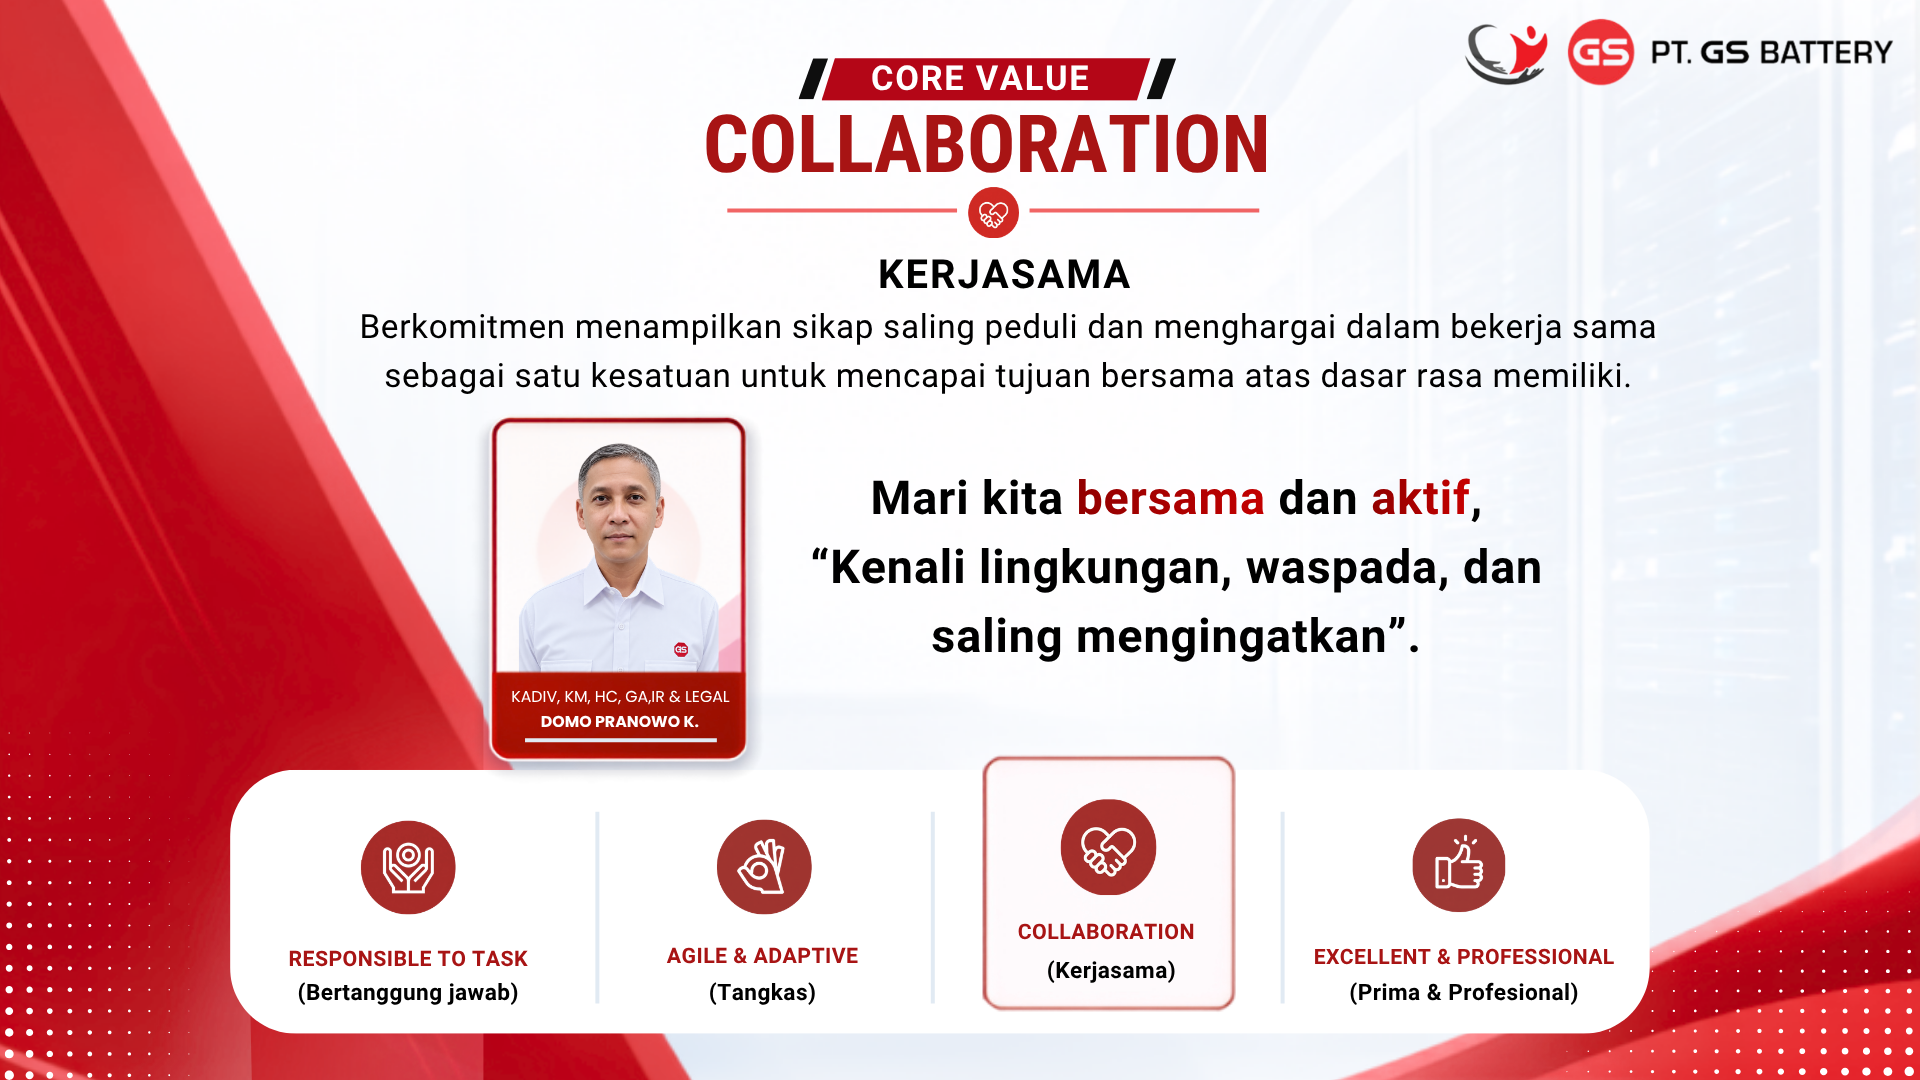 GS PT. GS BATTERY
CORE VALUE
COLLABORATION
KERJASAMA
Berkomitmen menampilkan sikap saling peduli dan menghargai dalam bekerja sama
sebagai satu kesatuan untuk mencapai tujuan bersama atas dasar rasa memiliki.
Mari kita bersama dan aktif,
“Kenali lingkungan, waspada, dan
saling mengingatkan”.
GS
KADIV, KM, HC, GA,IR & LEGAL
DOMO PRANOWO K.
RESPONSIBLE TO TASK
(Bertanggung jawab)
AGILE & ADAPTIVE
(Tangkas)
COLLABORATION
(Kerjasama)
EXCELLENT & PROFESSIONAL
(Prima & Profesional)